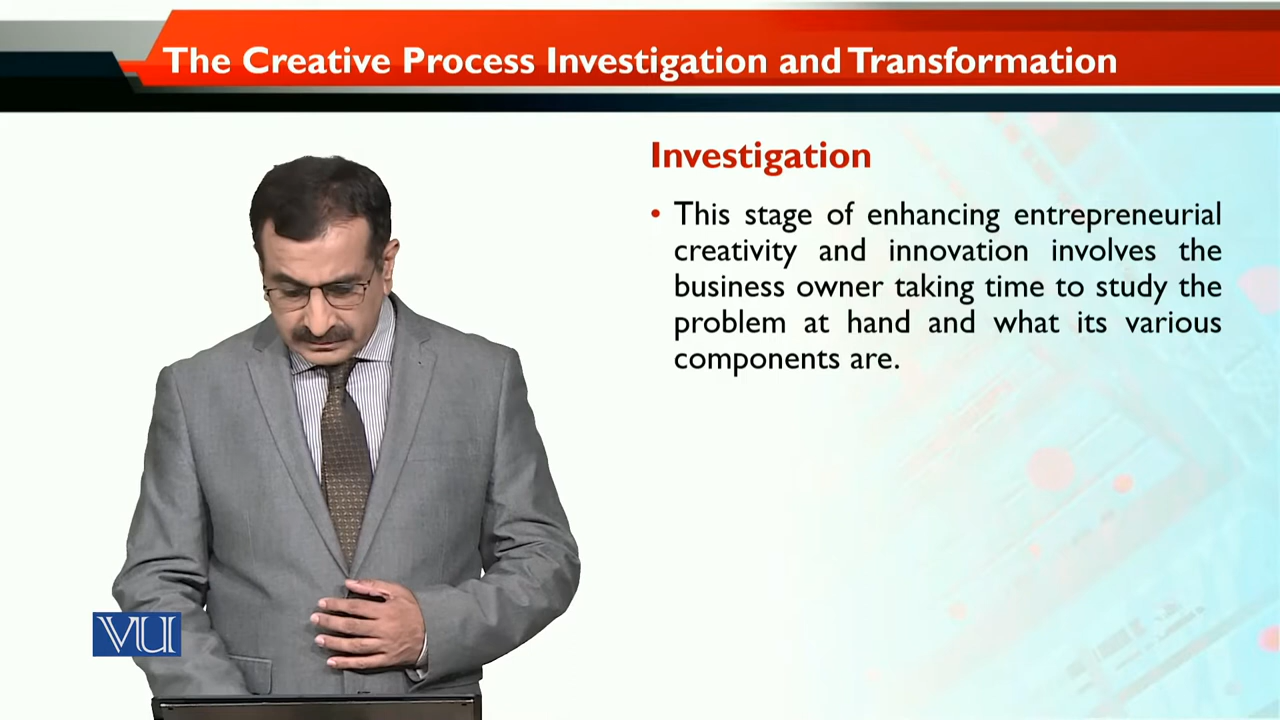 The Creative Process Investigation and Transformation
Investigation
• This stage of enhancing entrepreneurial
creativity and innovation involves the
business owner taking time to study the
problem at hand and what its various
components are.
VU